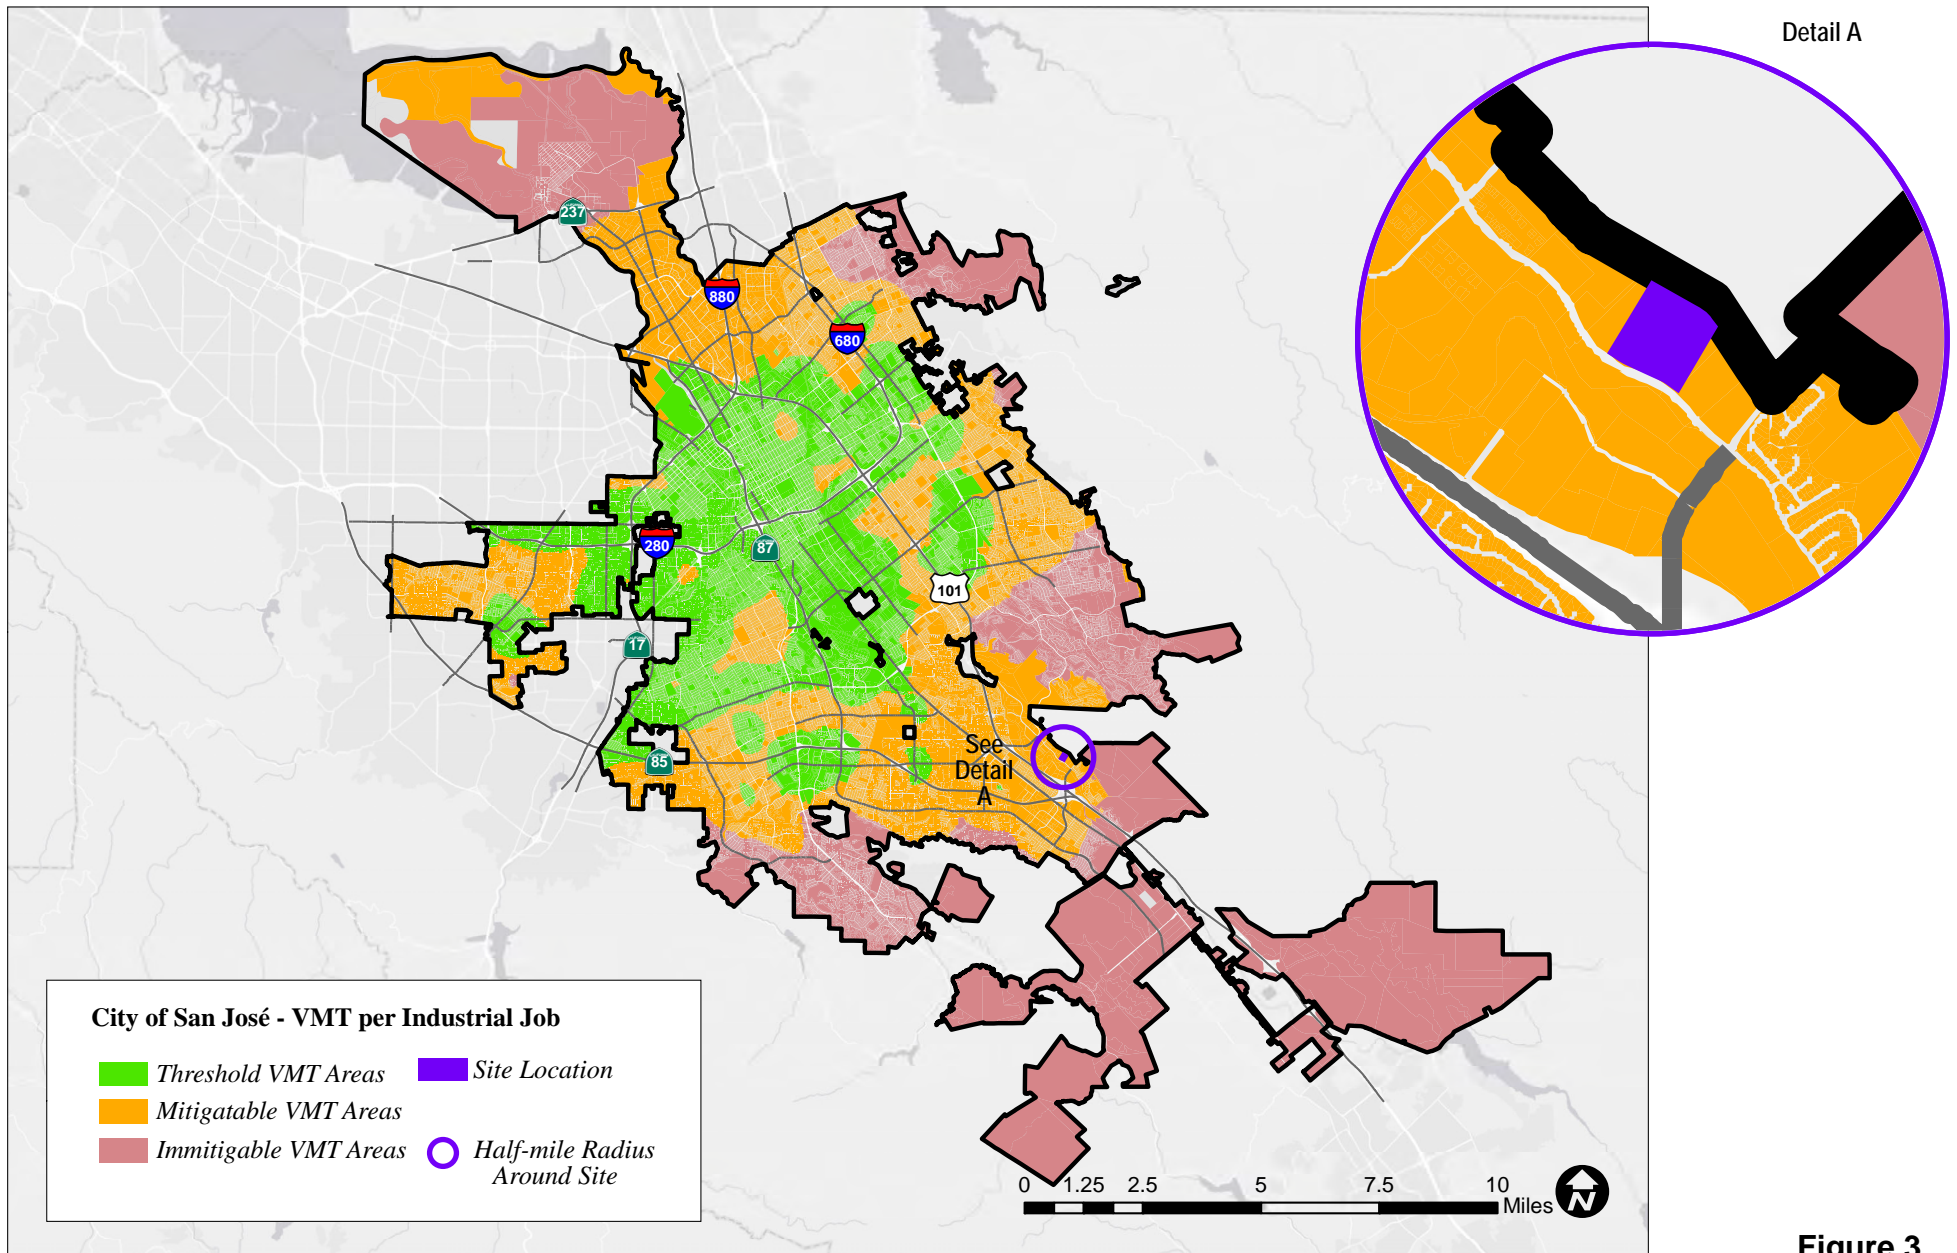 Detail A
237
880
680
280
87
101
17
85
See
Detail
A
City of San José - VMT per Industrial Job
Threshold VMT Areas
Site Location
Mitigatable VMT Areas
Immitigable VMT Areas
Half-mile Radius
Around Site
0 1.25 2.5 5 7.5 10
Miles
N
Figure 3